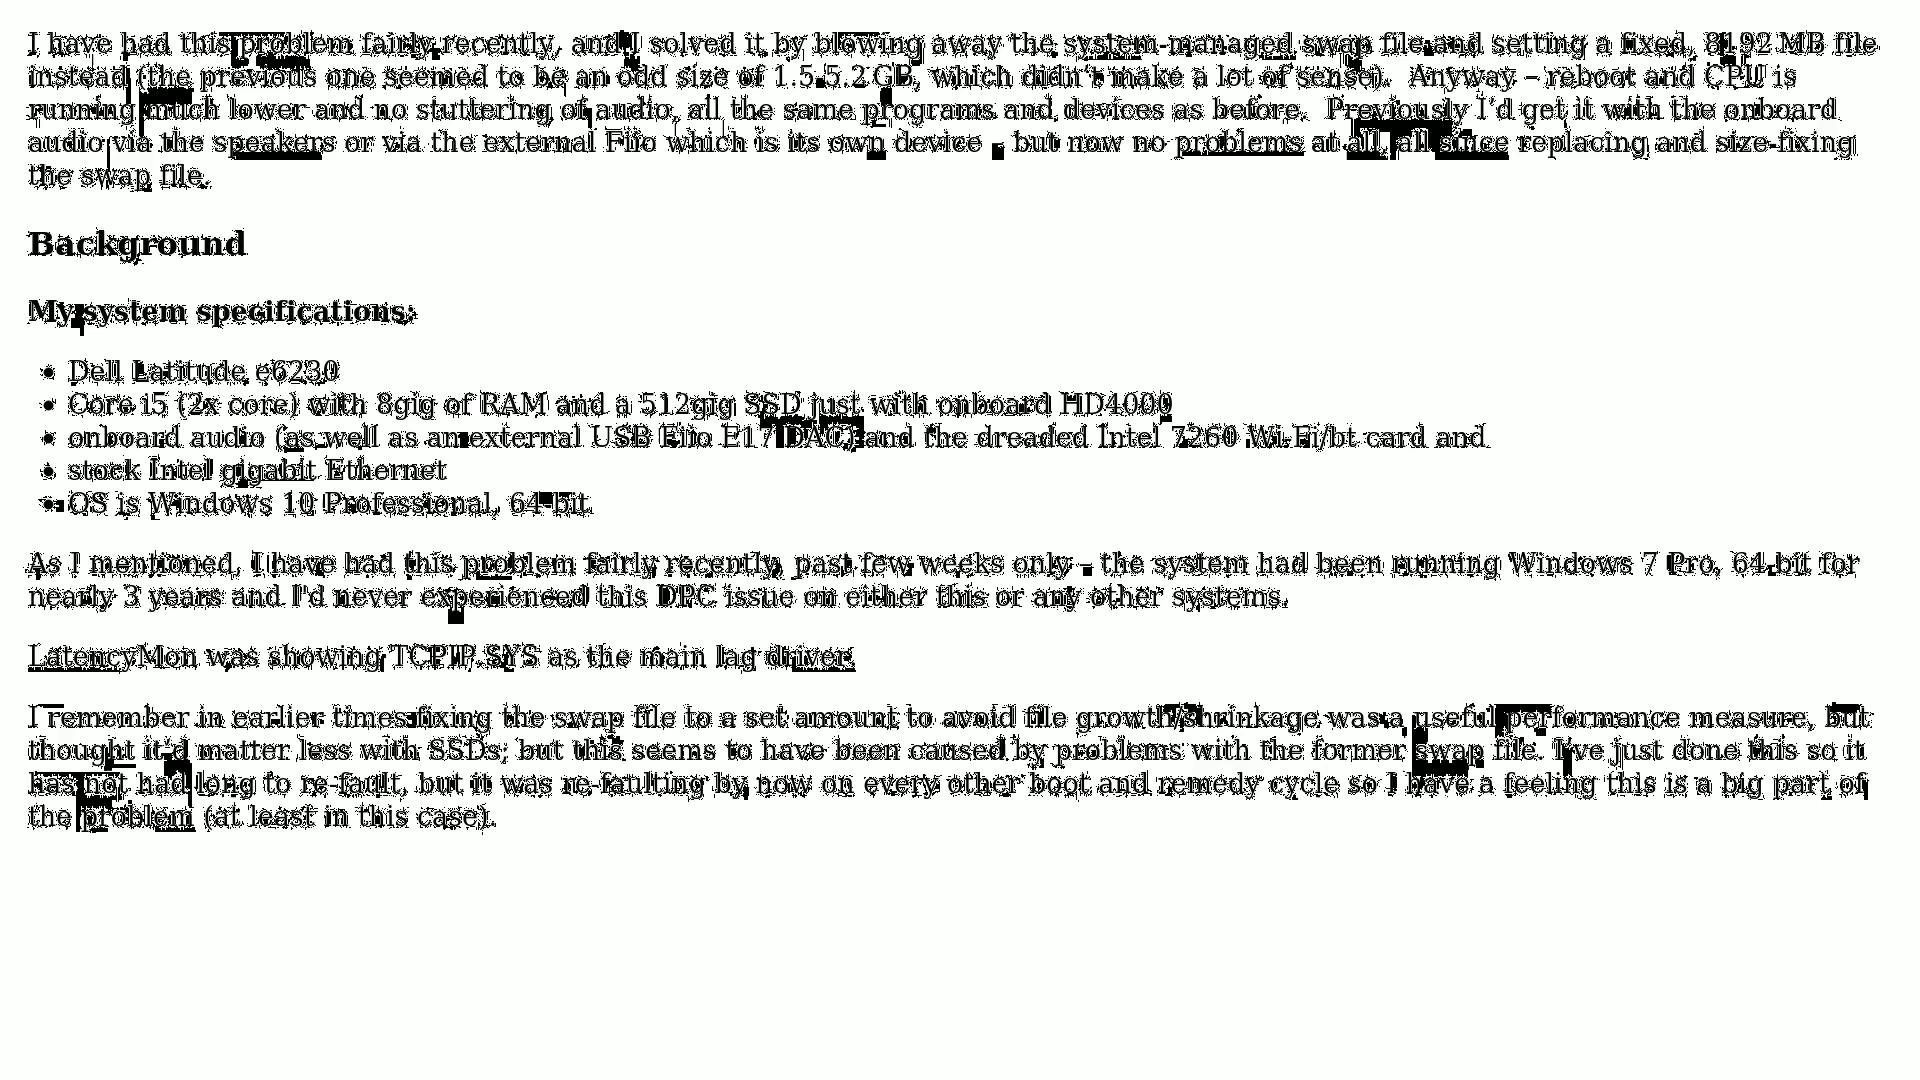 I have had this problem fairly recently, and I solved it by blowing away the system-managed swap file and setting a fixed, 8192 MB file
instead (the previous one seemed to be an odd size of 1.5.5.2 GB, which didn't make a lot of sense).  Anyway – reboot and CPU is
running much lower and no stuttering of audio, all the same programs and devices as before.  Previously I'd get it with the onboard
audio via the speakers or via the external Fiio which is its own device - but now no problems at all, all since replacing and size-fixing
the swap file.
Background
My system specifications:
• Dell Latitude e6230
• Core i5 (2x core) with 8gig of RAM and a 512gig SSD just with onboard HD4000
• onboard audio (as well as an external USB Fiio E17 DAC) and the dreaded Intel 7260 Wi-Fi/bt card and
• stock Intel gigabit Ethernet
• OS is Windows 10 Professional, 64-bit
As I mentioned, I have had this problem fairly recently, past few weeks only - the system had been running Windows 7 Pro, 64-bit for
nearly 3 years and I'd never experienced this DPC issue on either this or any other systems.
LatencyMon was showing TCPIP.SYS as the main lag driver.
I remember in earlier times fixing the swap file to a set amount to avoid file growth/shrinkage was a useful performance measure, but
thought it'd matter less with SSDs; but this seems to have been caused by problems with the former swap file. I've just done this so it
has not had long to re-fault, but it was re-faulting by now on every other boot and remedy cycle so I have a feeling this is a big part of
the problem (at least in this case).